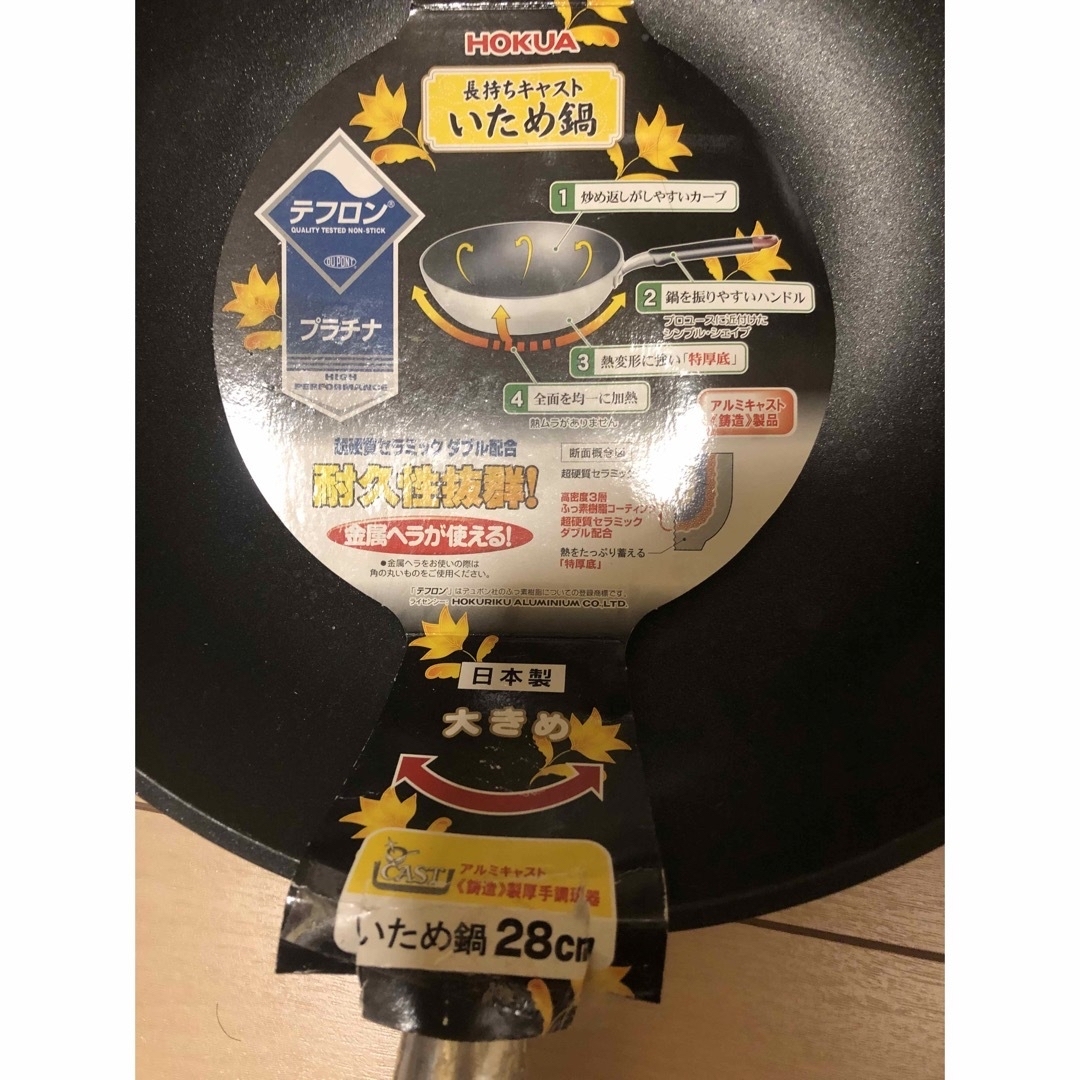 HOKUA
長持ちキャスト
いため鍋
テフロン®
QUALITY TESTED NON-STICK
DU PONT
プラチナ
HIGH
PERFORMANCE
1 炒め返しがしやすいカーブ
2 鍋を振りやすいハンドル
プロユースに近付けた
シンプル・シェイプ
3 熱変形に強い「特厚底」
4 全面を均一に加熱
熱ムラがありません
アルミキャスト
《鋳造》製品
超硬質セラミック ダブル配合
耐久性抜群!
金属ヘラが使える!
●金属ヘラをお使いの際は
角の丸いものをご使用ください。
断面概念図
超硬質セラミック
高密度3層
ふっ素樹脂コーティング
超硬質セラミック
ダブル配合
熱をたっぷり蓄える
「特厚底」
「テフロン」はデュポン社のふっ素樹脂についての登録商標です。
ライセンシー:HOKURIKU ALUMINIUM CO.,LTD.
日本製
大きめ
CAST
アルミキャスト
《鋳造》製厚手調理器
いため鍋 28cm